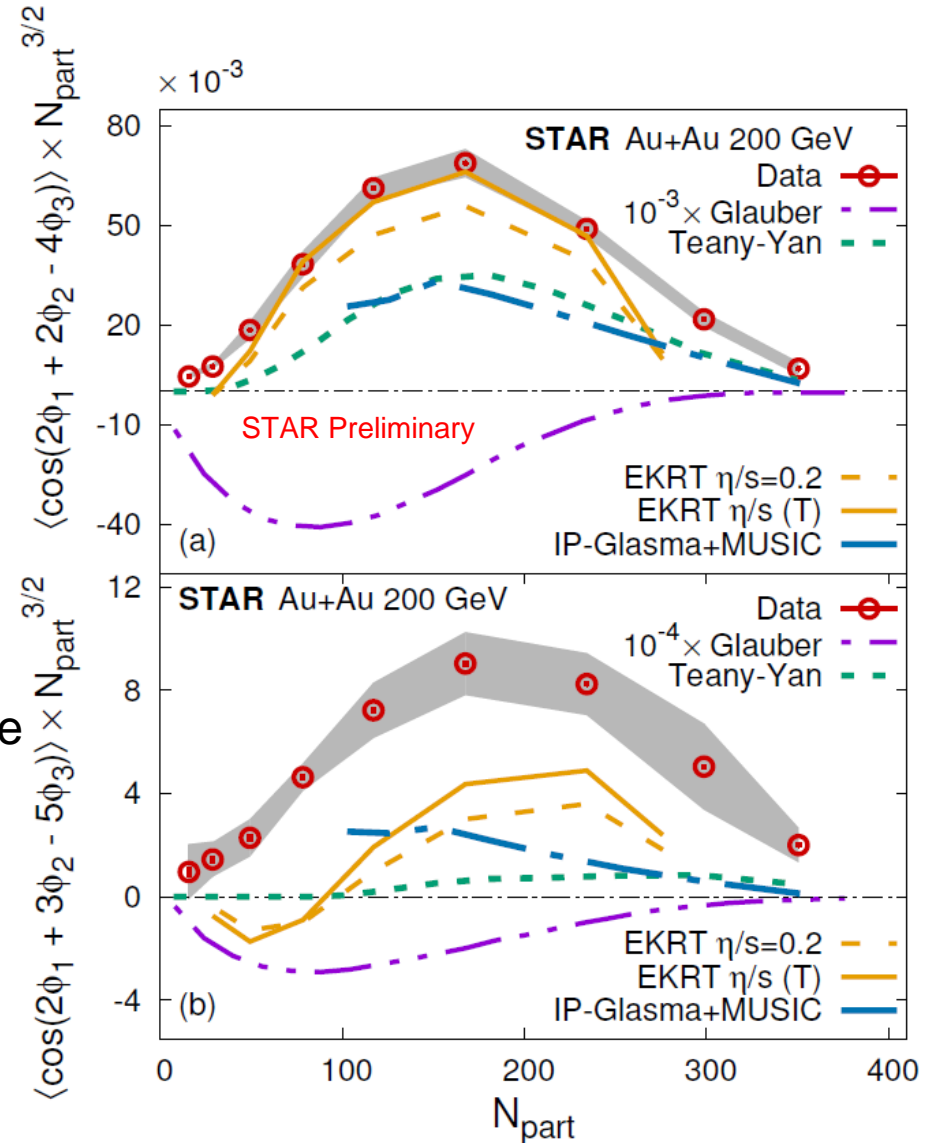 × 10⁻³
⟨cos(2ϕ₁ + 2ϕ₂ - 4ϕ₃)⟩ × N_part^3/2
80
50
20
-10
-40
STAR Au+Au 200 GeV
Data
10⁻³× Glauber
Teany-Yan
STAR Preliminary
EKRT η/s=0.2
EKRT η/s (T)
IP-Glasma+MUSIC
(a)
⟨cos(2ϕ₁ + 3ϕ₂ - 5ϕ₃)⟩ × N_part^3/2
12
8
4
0
-4
STAR Au+Au 200 GeV
Data
10⁻⁴× Glauber
Teany-Yan
e
EKRT η/s=0.2
EKRT η/s (T)
IP-Glasma+MUSIC
(b)
0 100 200 300 400
N_part